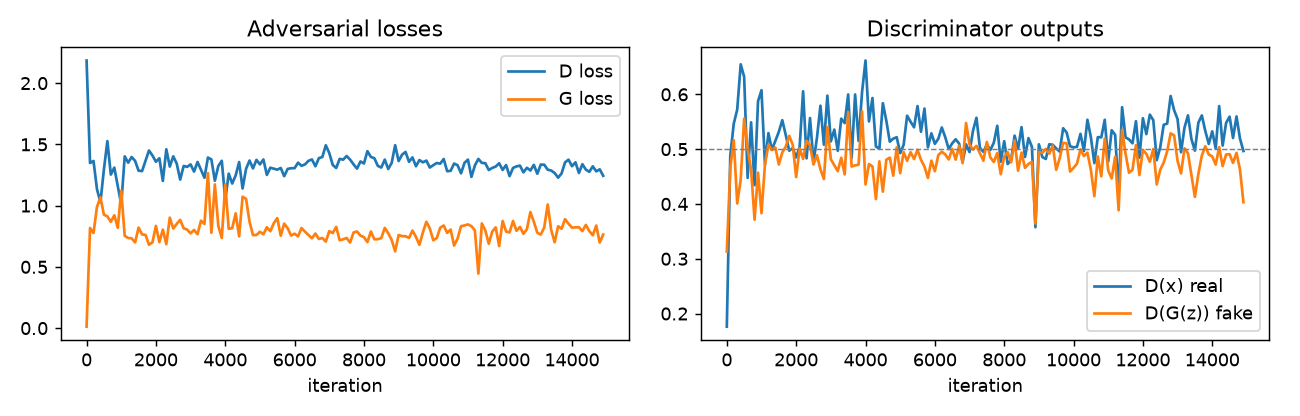 Adversarial losses
2.0
1.5
1.0
0.5
0.0
D loss
G loss
0 2000 4000 6000 8000 10000 12000 14000
iteration
Discriminator outputs
0.6
0.5
0.4
0.3
0.2
D(x) real
D(G(z)) fake
0 2000 4000 6000 8000 10000 12000 14000
iteration